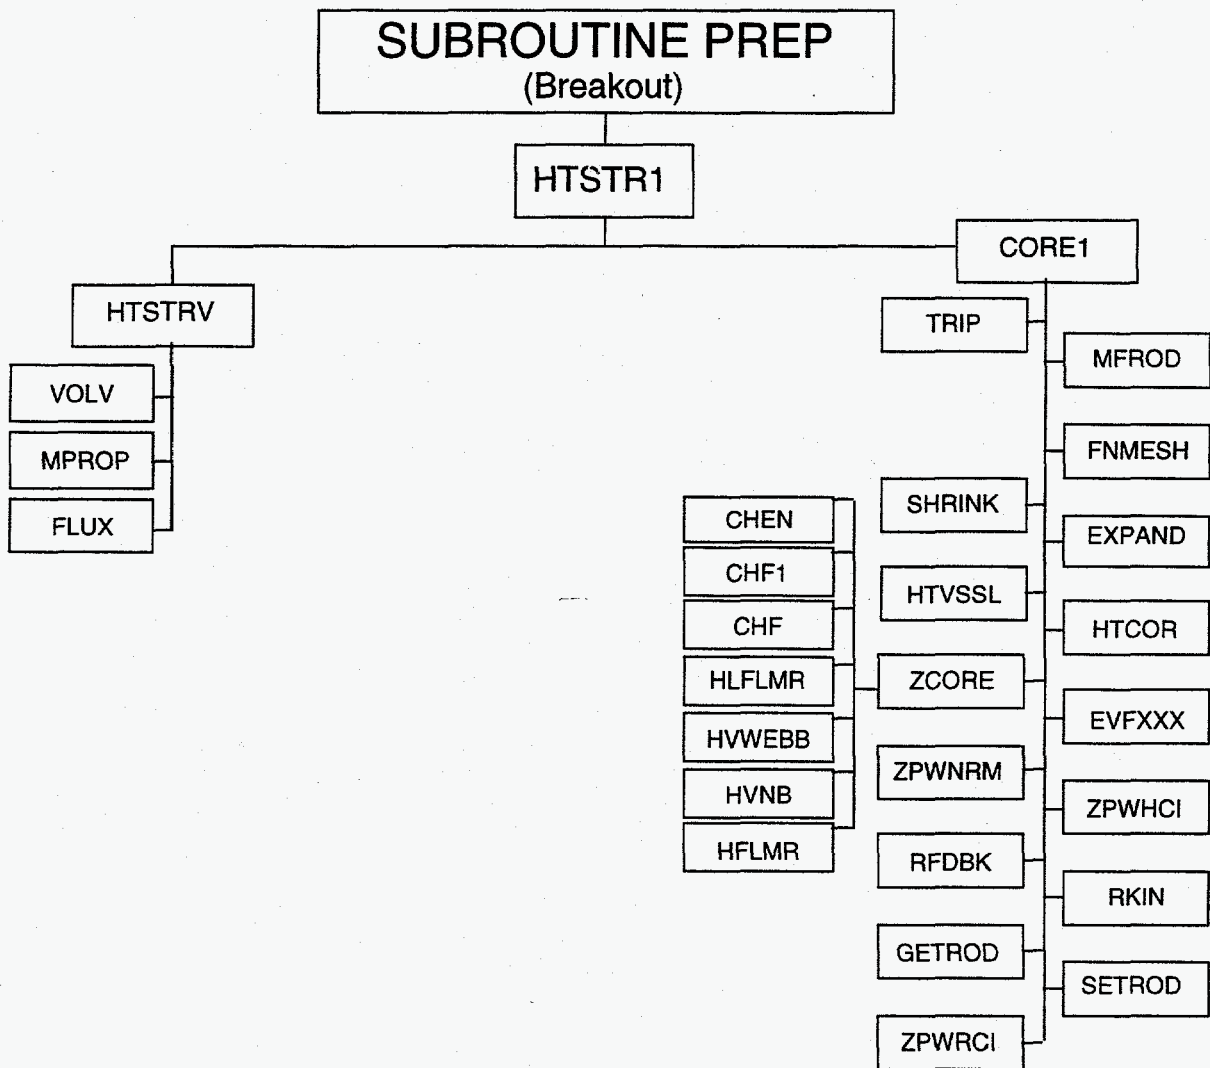 SUBROUTINE PREP
(Breakout)
HTSTR1
CORE1
HTSTRV
TRIP
MFROD
VOLV
MPROP
FNMESH
SHRINK
CHEN
FLUX
EXPAND
CHF1
HTVSSL
CHF
HTCOR
HLFLMR
ZCORE
EVFXXX
HVWEBB
ZPWNRM
HVNB
ZPWHCI
HFLMR
RFDBK
RKIN
GETROD
SETROD
ZPWRCI